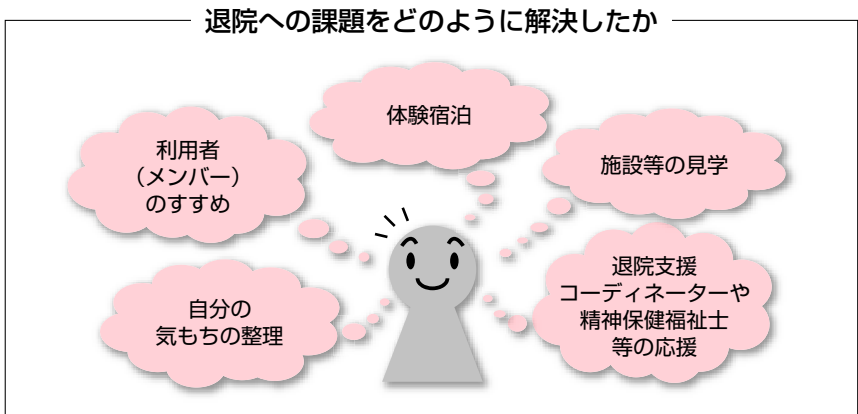 退院への課題をどのように解決したか
体験宿泊
利用者
（メンバー）
のすすめ
施設等の見学
自分の
気もちの整理
退院支援
コーディネーターや
精神保健福祉士
等の応援